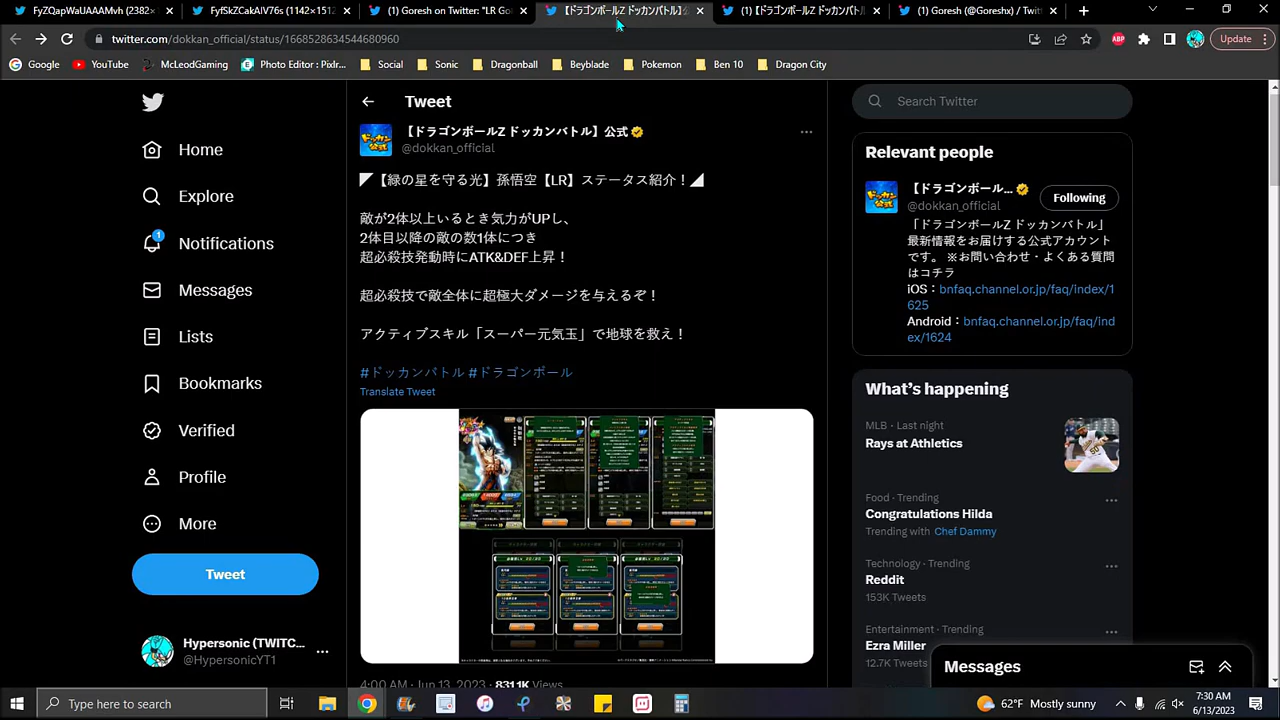 FyZQapWaUAAAMvh (2382×
FyfSkZCakAIV76s (1242×1512
(1) Goresh on Twitter: "LR Go
【ドラゴンボールZ ドッカンバトル】
(1) 【ドラゴンボールZ ドッカンバトル
(1) Goresh (@Goreshx) / Twitt
twitter.com/dokkan_official/status/1668528634544680960
ABP
Update
Google
YouTube
McLeodGaming
Photo Editor : Pixlr...
Social
Sonic
Dragonball
Beyblade
Pokemon
Ben 10
Dragon City
Home
Explore
1
Notifications
Messages
Lists
Bookmarks
Verified
Profile
More
Tweet
Hypersonic (TWITC...
Tweet
【ドラゴンボールZ ドッカンバトル】公式
@dokkan_official
◤【緑の星を守る光】孫悟空【LR】ステータス紹介！◢
敵が2体以上いるとき気力がUPし、
2体目以降の敵の数1体につき
超必殺技発動時にATK&DEF上昇！
超必殺技で敵全体に超極大ダメージを与えるぞ！
アクティブスキル「スーパー元気玉」で地球を救え！
#ドッカンバトル #ドラゴンボール
Translate Tweet
4:00 AM · Jun 13, 2023 · 831.1K Views
Search Twitter
Relevant people
【ドラゴンボール...
@dokkan_official
Following
「ドラゴンボールZ ドッカンバトル」
最新情報をお届けする公式アカウント
です。 ※お問い合わせ・よくある質問
はコチラ
iOS：bnfaq.channel.or.jp/faq/index/1
625
Android：bnfaq.channel.or.jp/faq/ind
ex/1624
What's happening
Last night
Rays at Athletics
Food · Trending
Congratulations Hilda
Trending with Chef Dammy
Technology · Trending
Reddit
153K Tweets
Entertainment · Trending
12.7K Tweets
Messages
Type here to search
62°F Mostly sunny
7:30 AM
6/13/2023